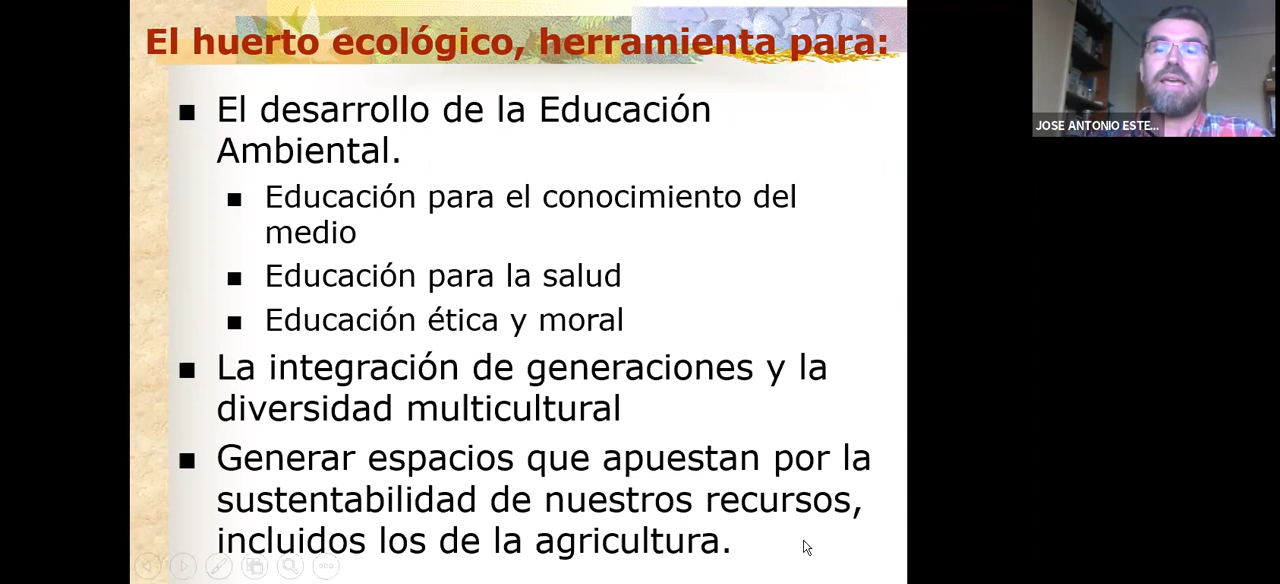 El huerto ecológico, herramienta para:
El desarrollo de la Educación
Ambiental.
Educación para el conocimiento del
medio
Educación para la salud
Educación ética y moral
La integración de generaciones y la
diversidad multicultural
Generar espacios que apuestan por la
sustentabilidad de nuestros recursos,
incluidos los de la agricultura.
JOSE ANTONIO ESTE...